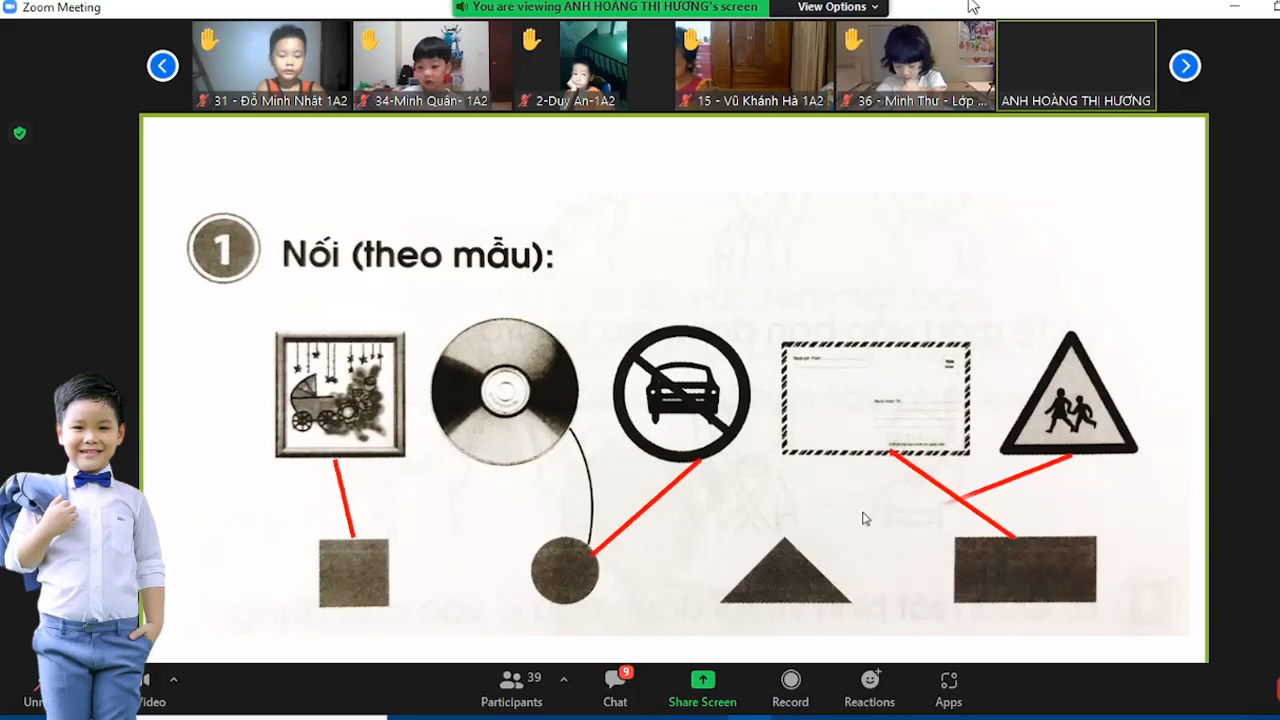 Zoom Meeting
You are viewing ANH HOÀNG THỊ HƯƠNG's screen
View Options
31 - Đỗ Minh Nhật 1A2
34-Minh Quân- 1A2
2-Duy An-1A2
15 - Vũ Khánh Hà 1A2
36 - Minh Thư - Lớp ...
ANH HOÀNG THỊ HƯƠNG
1 Nối (theo mẫu):
39
9
Participants
Chat
Share Screen
Record
Reactions
Apps